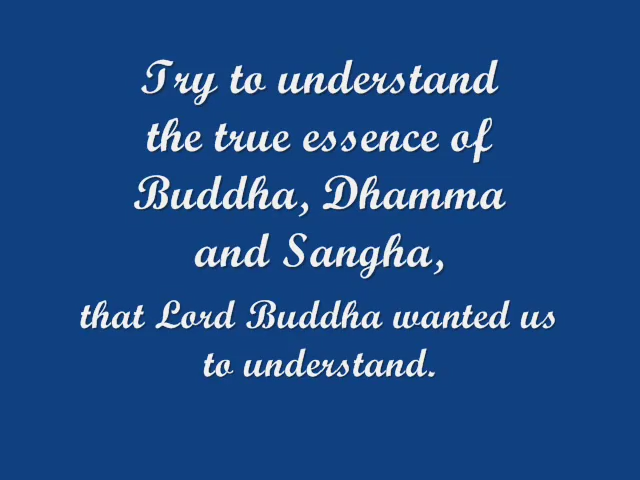 Try to understand
the true essence of
Buddha, Dhamma
and Sangha,
that Lord Buddha wanted us
to understand.